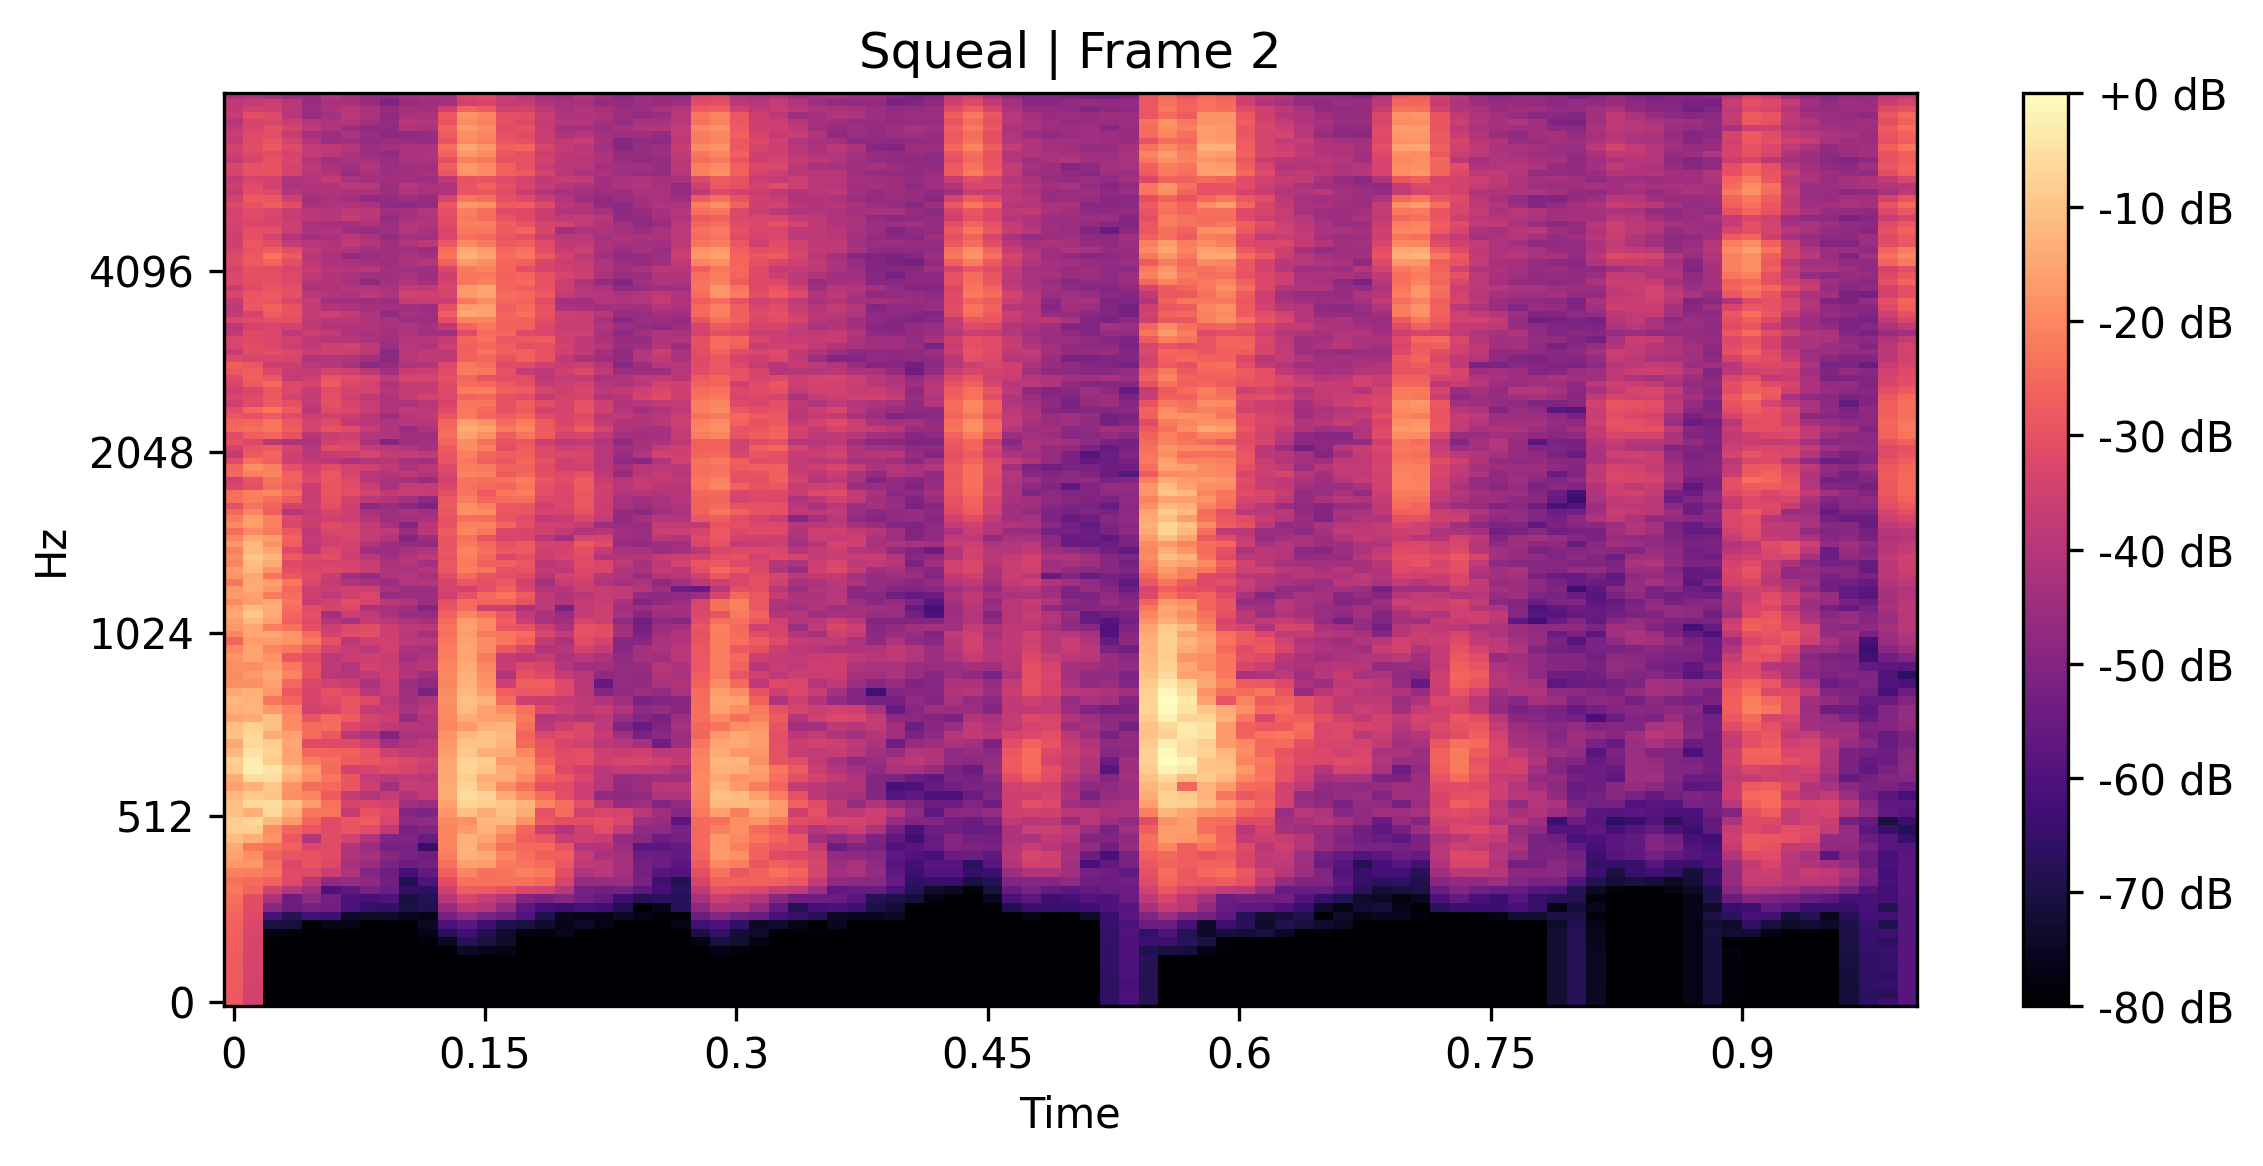 Squeal | Frame 2
+0 dB
-10 dB
-20 dB
-30 dB
-40 dB
-50 dB
-60 dB
-70 dB
-80 dB
Hz
4096
2048
1024
512
0
0 0.15 0.3 0.45 0.6 0.75 0.9
Time